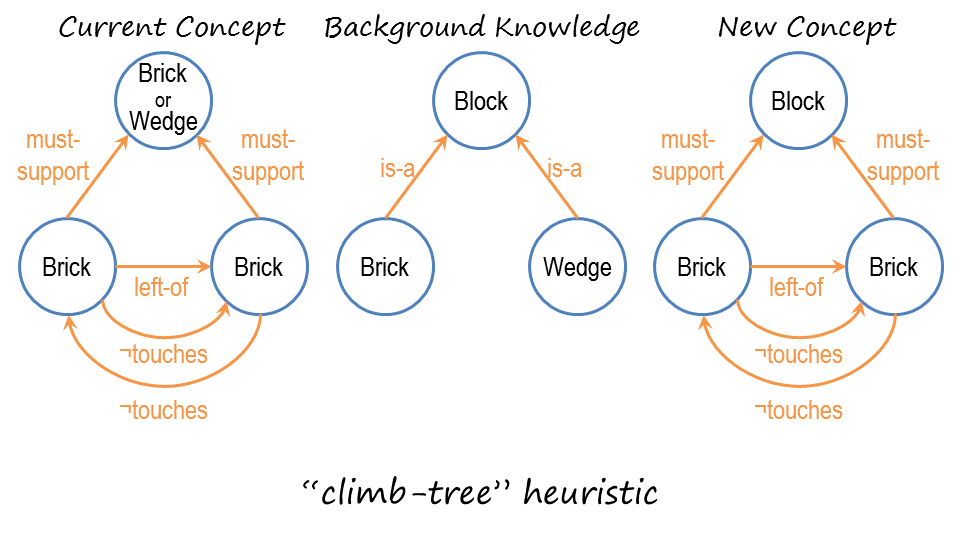 Current Concept
Brick
or
Wedge
must-
support
must-
support
Brick
Brick
left-of
¬touches
¬touches
Background Knowledge
Block
is-a
is-a
Brick
Wedge
New Concept
Block
must-
support
must-
support
Brick
Brick
left-of
¬touches
¬touches
“climb-tree” heuristic